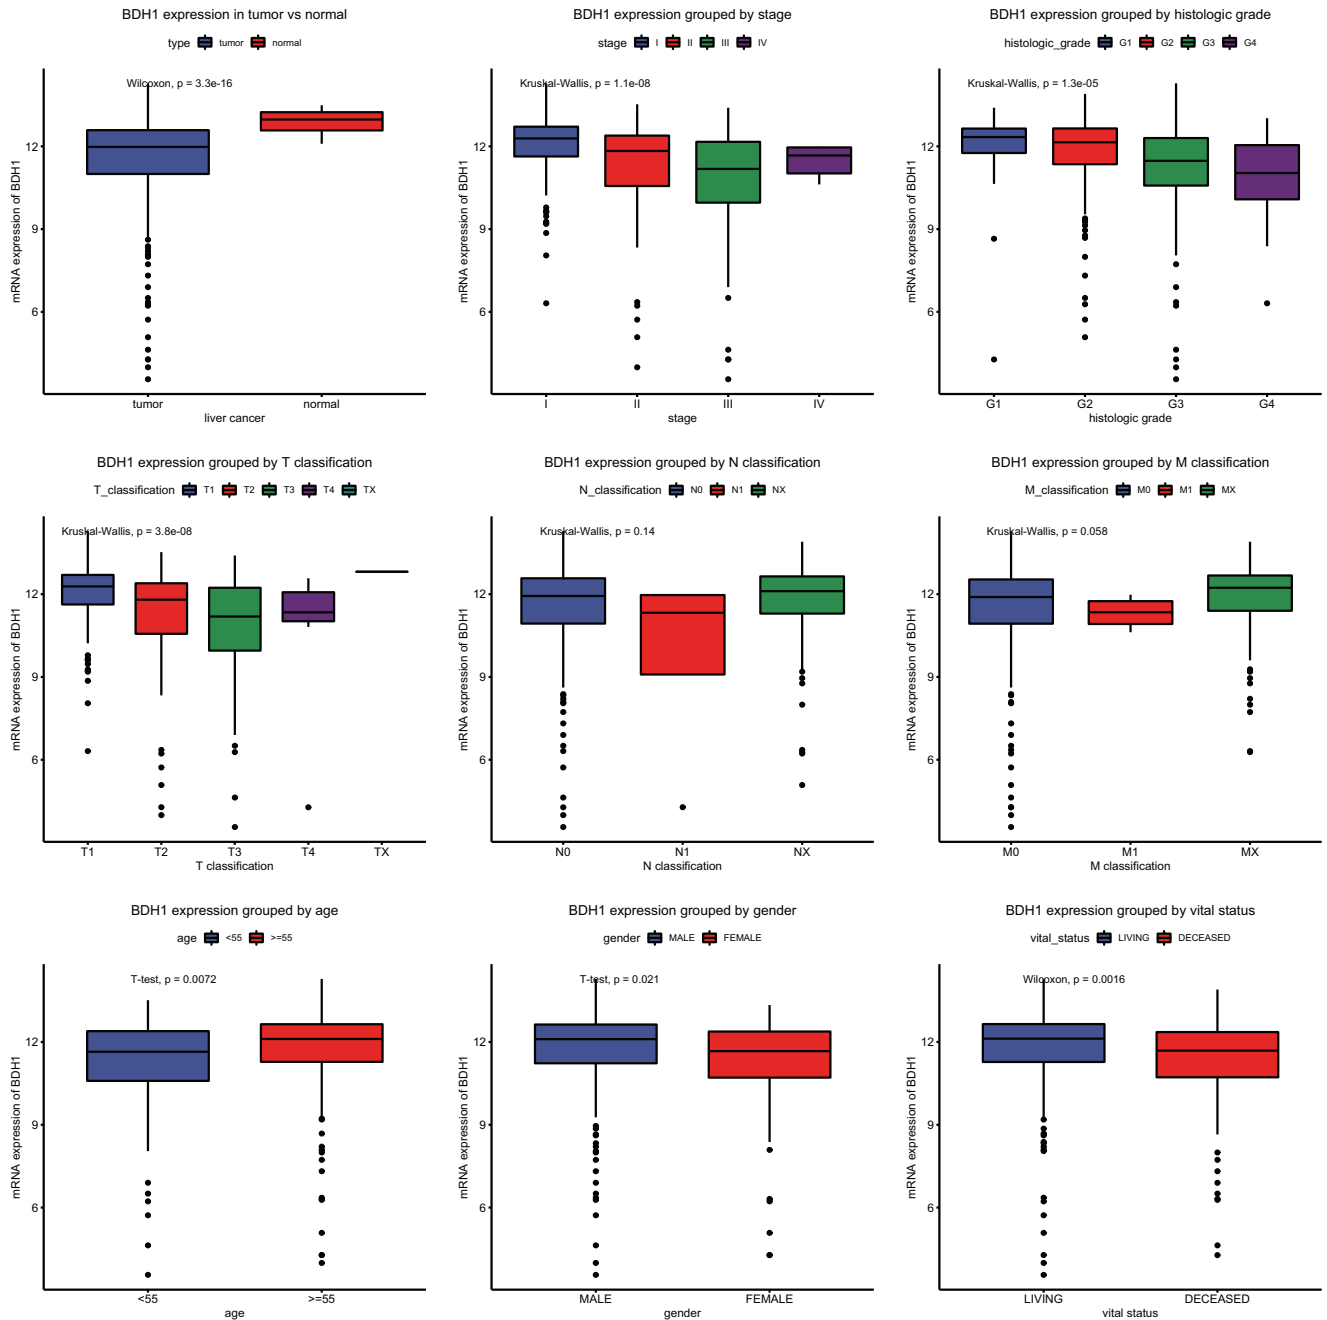 BDH1 expression in tumor vs normal
type tumor normal
Wilcoxon, p = 3.3e-16
12
9
6
mRNA expression of BDH1
tumor normal
liver cancer
BDH1 expression grouped by stage
stage I II III IV
Kruskal-Wallis, p = 1.1e-08
12
9
6
mRNA expression of BDH1
I II III IV
stage
BDH1 expression grouped by histologic grade
histologic_grade G1 G2 G3 G4
Kruskal-Wallis, p = 1.3e-05
12
9
6
mRNA expression of BDH1
G1 G2 G3 G4
histologic grade
BDH1 expression grouped by T classification
T_classification T1 T2 T3 T4 TX
Kruskal-Wallis, p = 3.8e-08
12
9
6
mRNA expression of BDH1
T1 T2 T3 T4 TX
T classification
BDH1 expression grouped by N classification
N_classification N0 N1 NX
Kruskal-Wallis, p = 0.14
12
9
6
mRNA expression of BDH1
N0 N1 NX
N classification
BDH1 expression grouped by M classification
M_classification M0 M1 MX
Kruskal-Wallis, p = 0.058
12
9
6
mRNA expression of BDH1
M0 M1 MX
M classification
BDH1 expression grouped by age
age <55 >=55
T-test, p = 0.0072
12
9
6
mRNA expression of BDH1
<55 >=55
age
BDH1 expression grouped by gender
gender MALE FEMALE
T-test, p = 0.021
12
9
6
mRNA expression of BDH1
MALE FEMALE
gender
BDH1 expression grouped by vital status
vital_status LIVING DECEASED
Wilcoxon, p = 0.0016
12
9
6
mRNA expression of BDH1
LIVING DECEASED
vital status